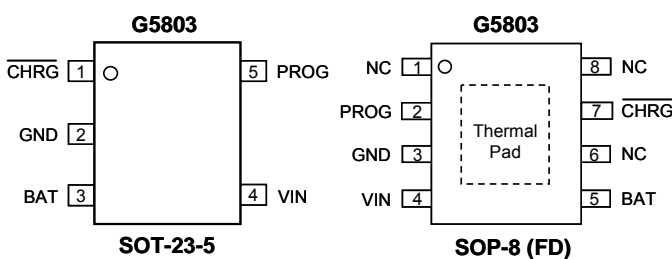 G5803
CHRG 1 5 PROG
GND 2
BAT 3 4 VIN
SOT-23-5
G5803
NC 1 8 NC
PROG 2 7 CHRG
Thermal
Pad
GND 3 6 NC
VIN 4 5 BAT
SOP-8 (FD)